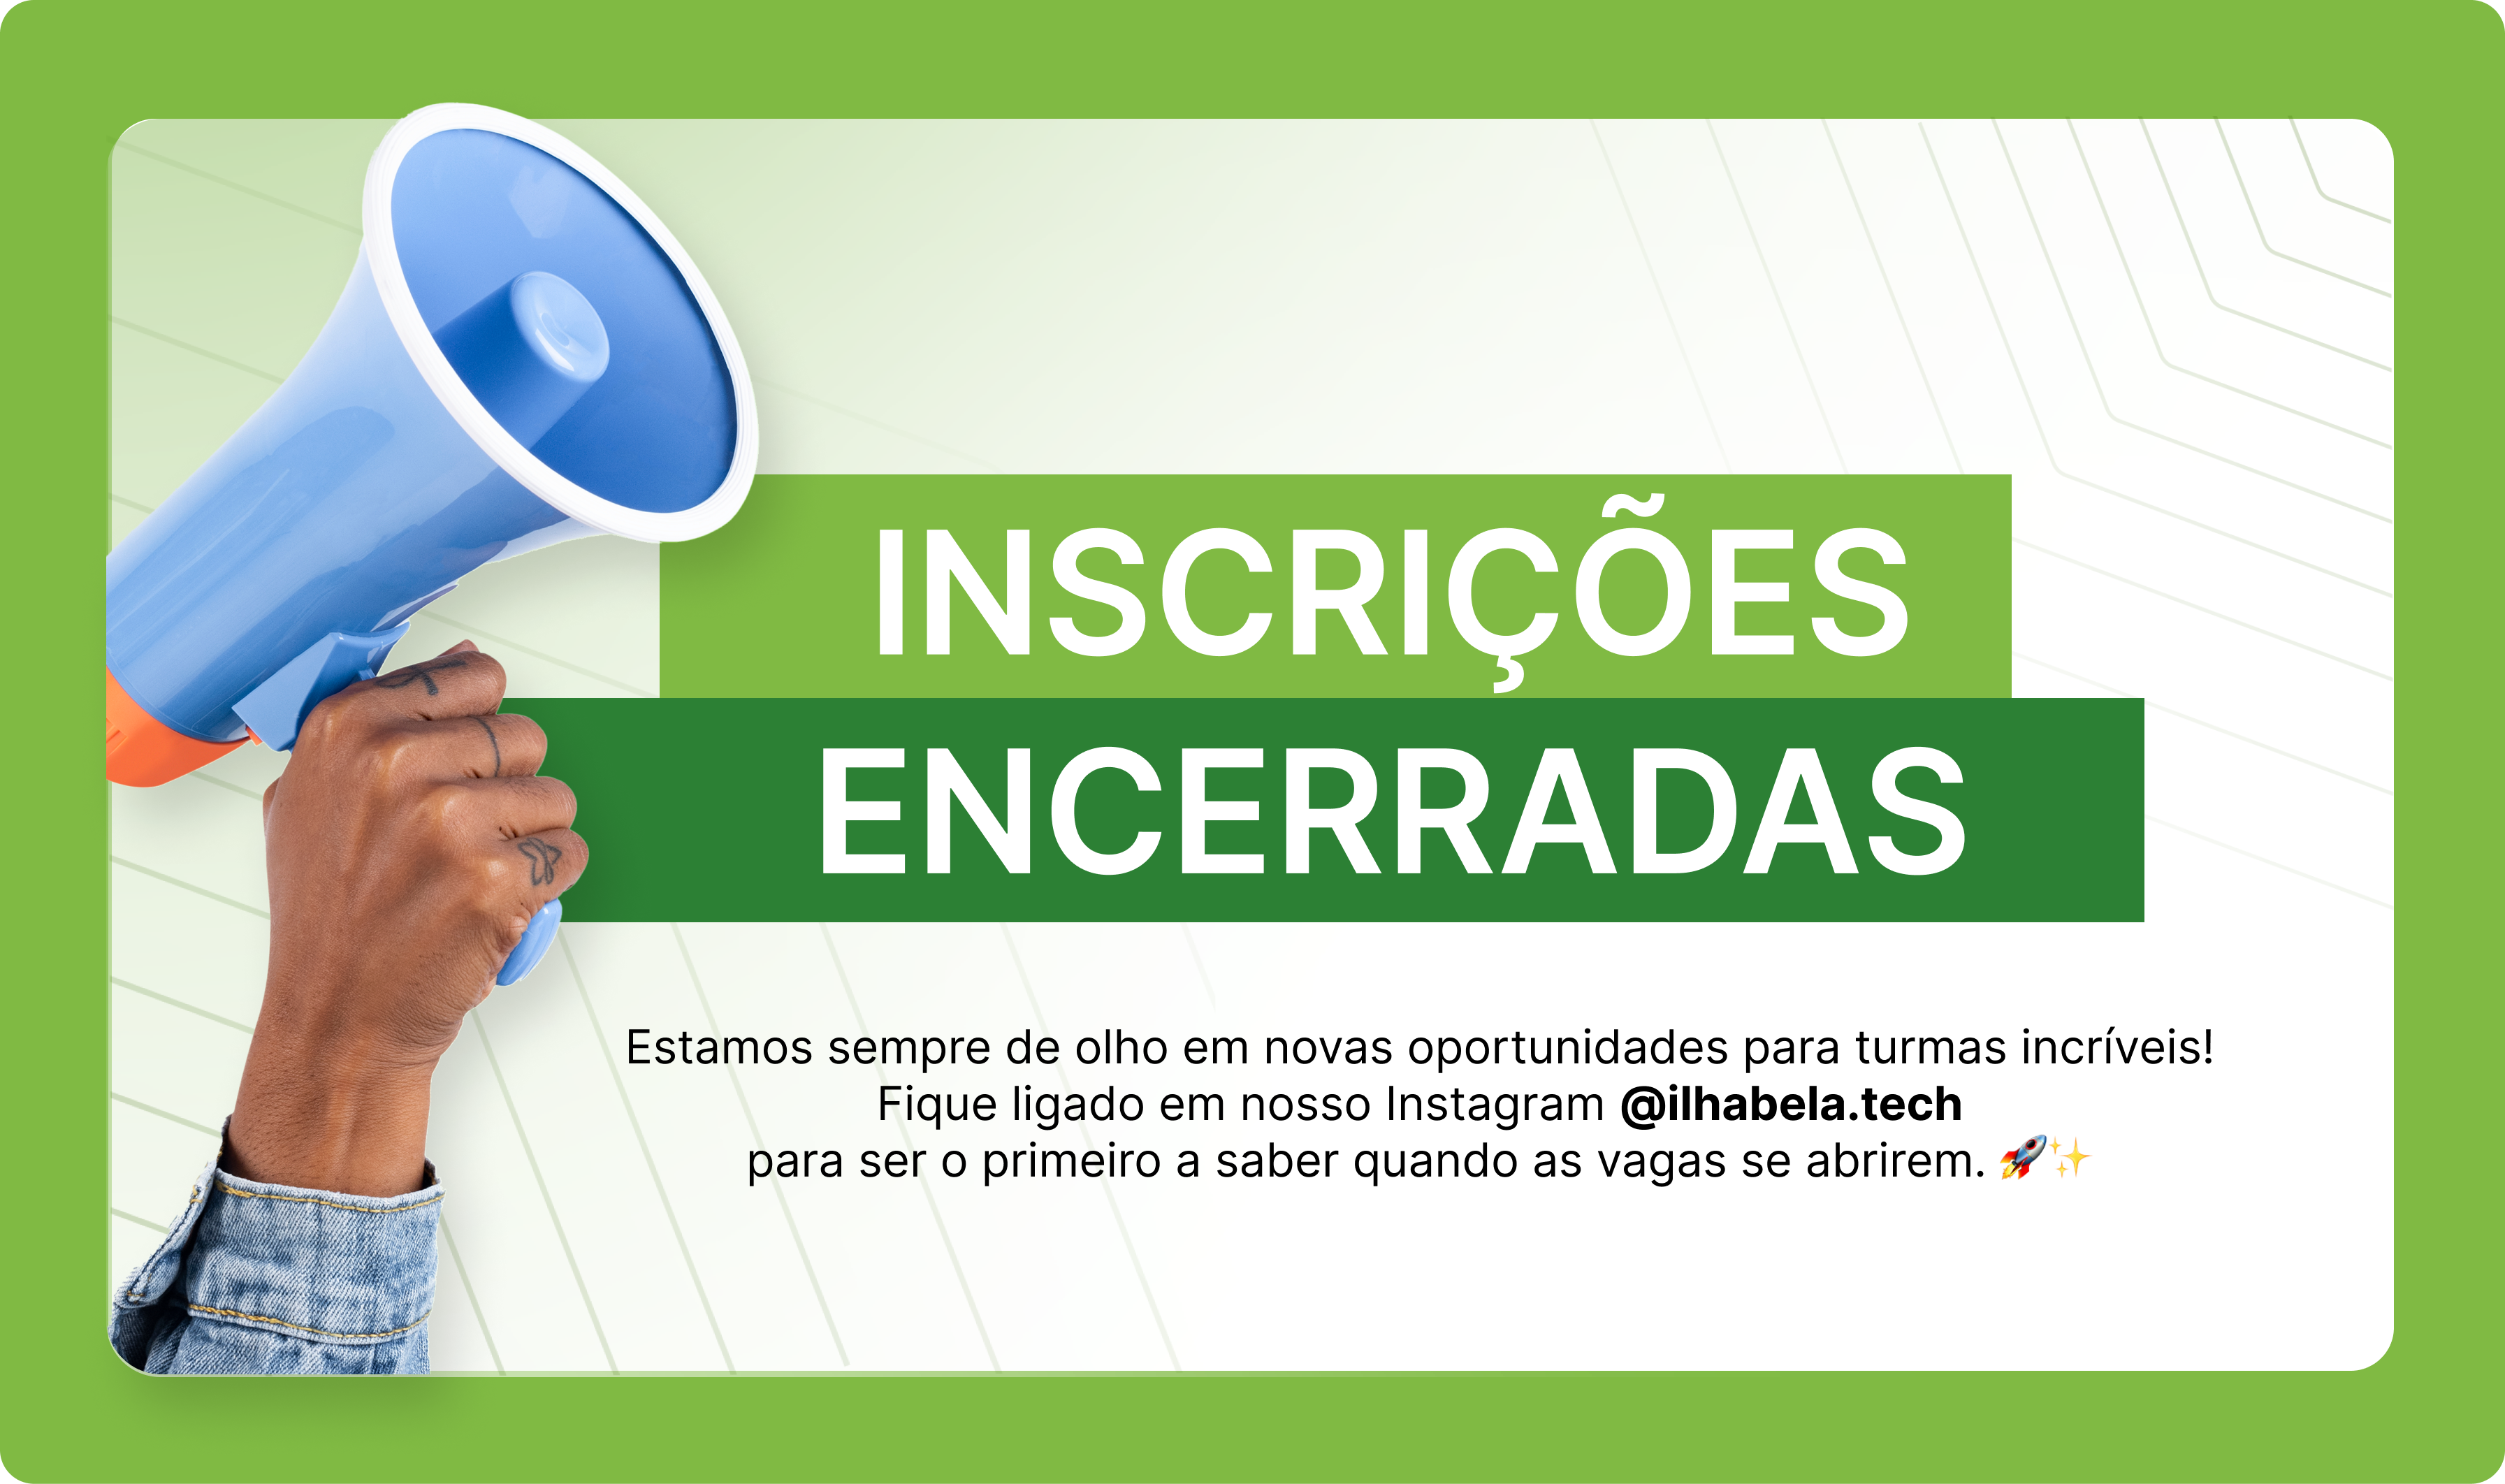 INSCRIÇÕES
ENCERRADAS
Estamos sempre de olho em novas oportunidades para turmas incríveis!
Fique ligado em nosso Instagram @ilhabela.tech
para ser o primeiro a saber quando as vagas se abrirem. 🚀✨